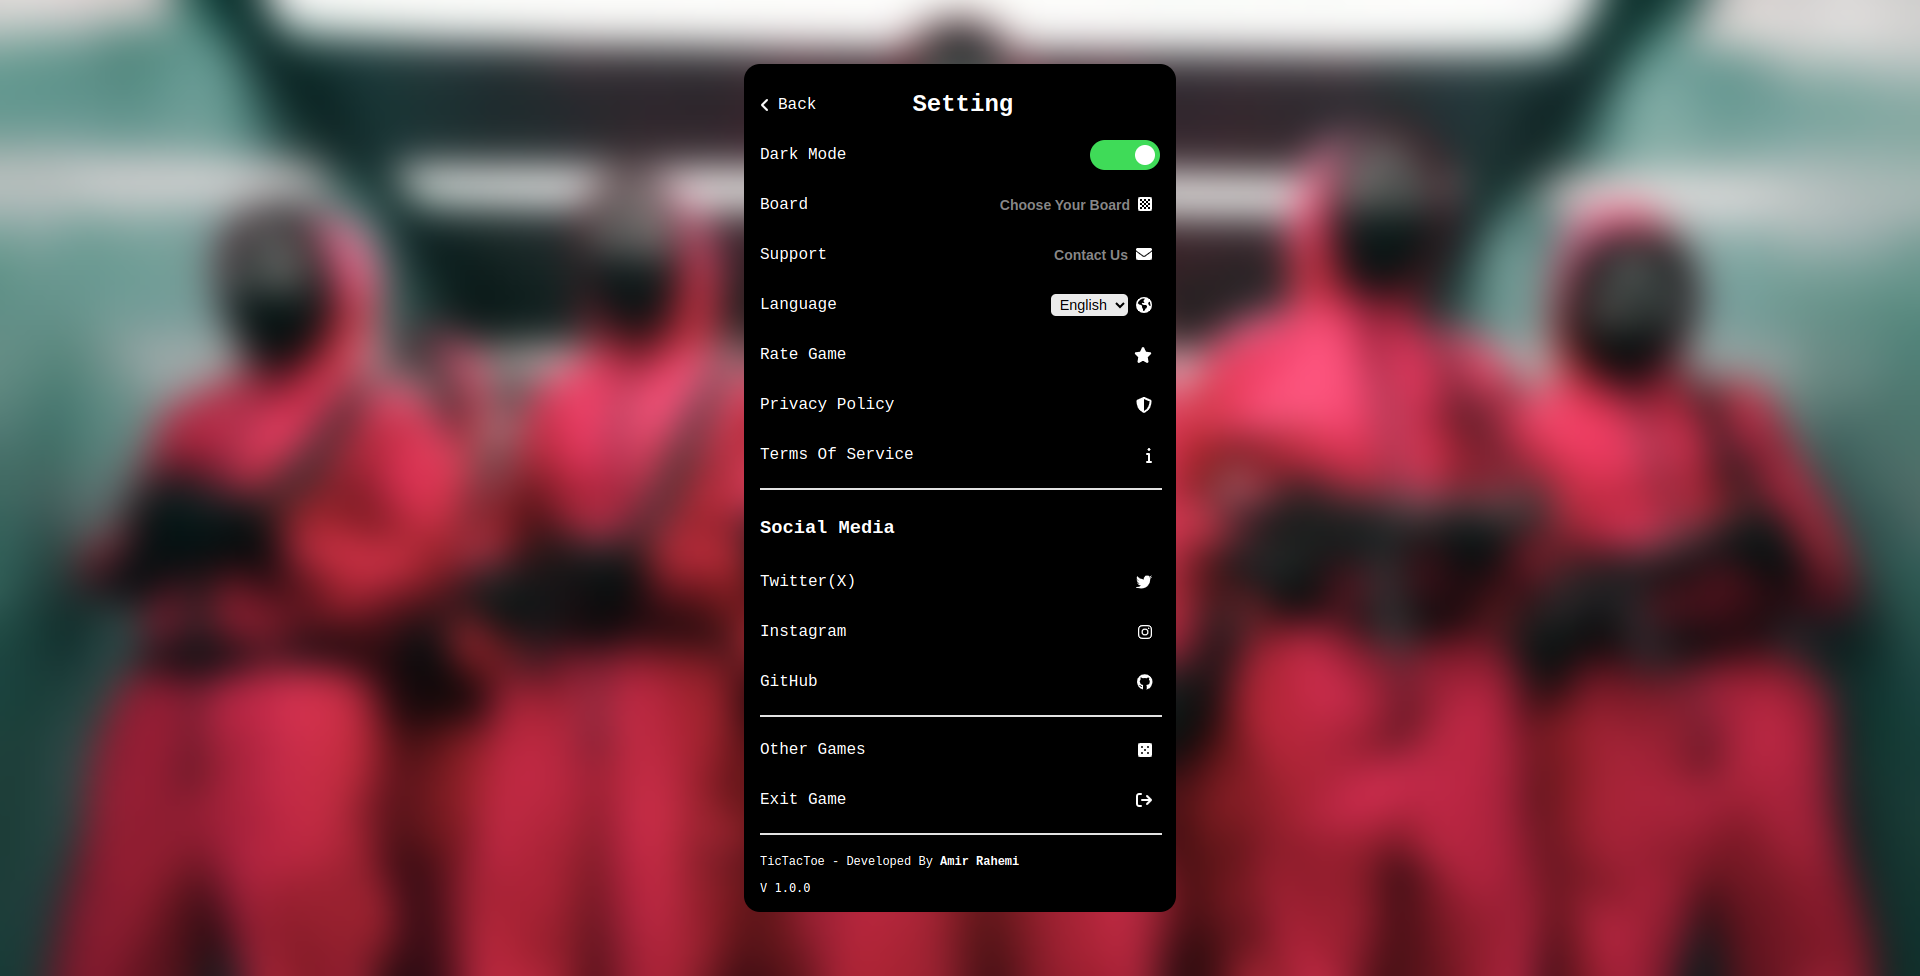 Back
Setting
Dark Mode
Board Choose Your Board
Support Contact Us
Language English
Rate Game
Privacy Policy
Terms Of Service
Social Media
Twitter(X)
Instagram
GitHub
Other Games
Exit Game
TicTacToe - Developed By Amir Rahemi
V 1.0.0